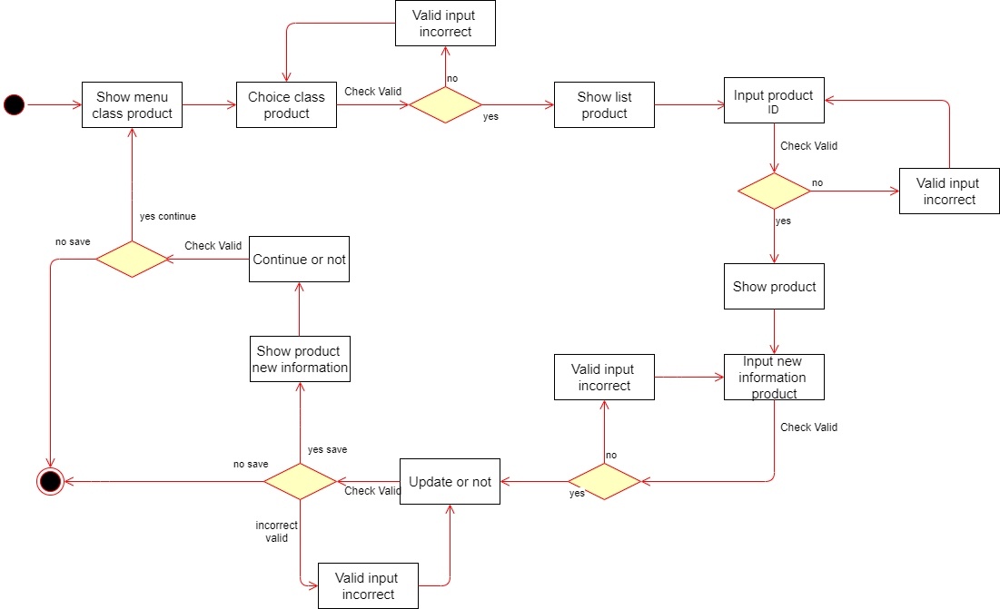 Valid input
incorrect
no
Show menu
class product
Choice class
product
Check Valid
yes
Show list
product
Input product
ID
Check Valid
no
Valid input
incorrect
yes
Show product
Input new
information
product
Check Valid
Valid input
incorrect
no
yes
Update or not
Check Valid
no save
yes save
incorrect
valid
Valid input
incorrect
Show product
new information
Continue or not
Check Valid
yes continue
no save